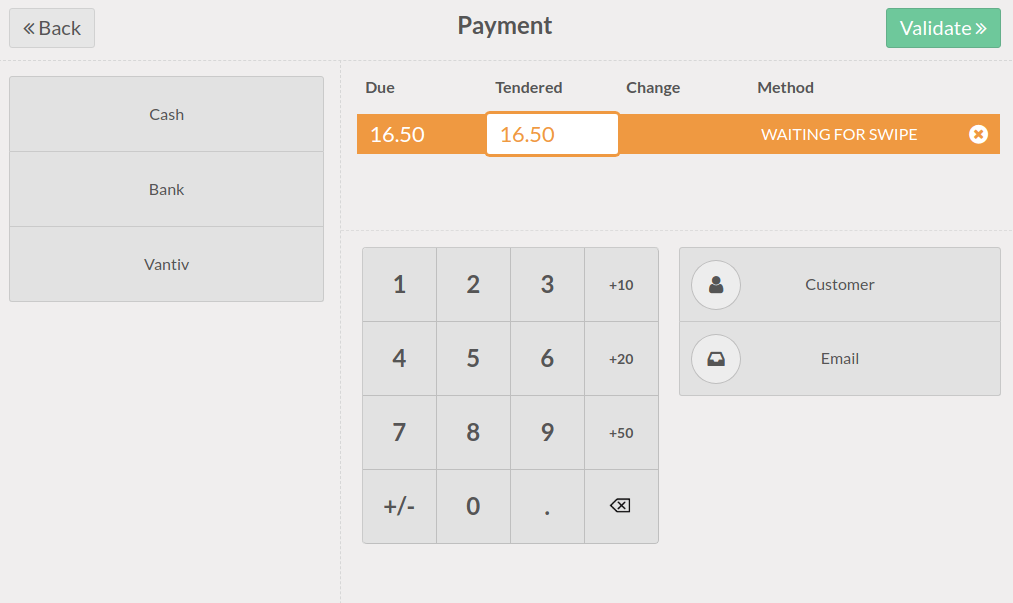 Back
Payment
Validate
Cash
Bank
Vantiv
Due Tendered Change Method
16.50 16.50 WAITING FOR SWIPE
1 2 3 +10
4 5 6 +20
7 8 9 +50
+/- 0 .
Customer
Email